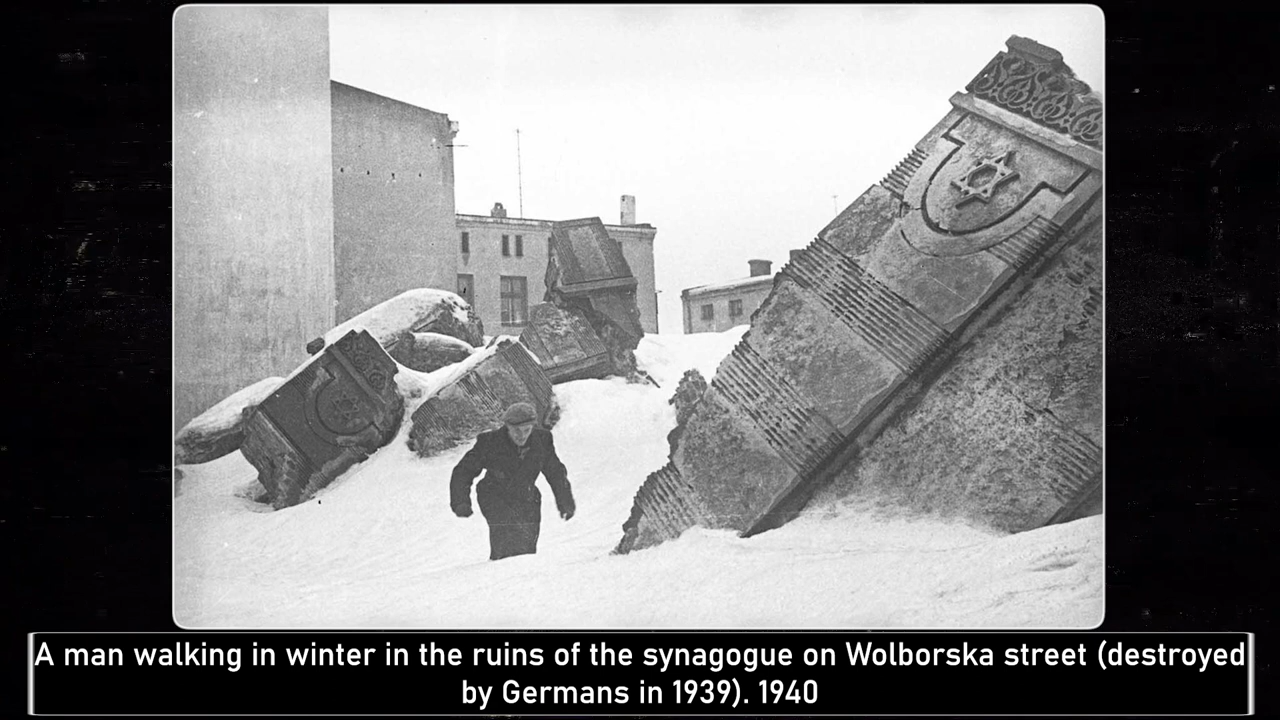 A man walking in winter in the ruins of the synagogue on Wolborska street (destroyed
by Germans in 1939). 1940